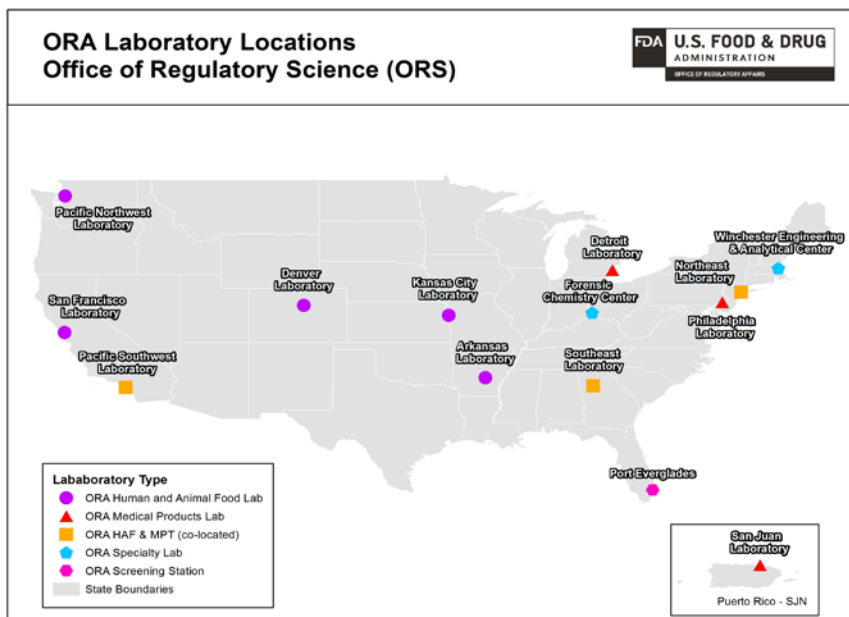 ORA Laboratory Locations
Office of Regulatory Science (ORS)
FDA
U.S. FOOD & DRUG
ADMINISTRATION
OFFICE OF REGULATORY AFFAIRS
Pacific Northwest
Laboratory
San Francisco
Laboratory
Pacific Southwest
Laboratory
Denver
Laboratory
Kansas City
Laboratory
Arkansas
Laboratory
Detroit
Laboratory
Forensic
Chemistry Center
Southeast
Laboratory
Winchester Engineering
& Analytical Center
Northeast
Laboratory
Philadelphia
Laboratory
Port Everglades
San Juan
Laboratory
Puerto Rico - SJN
Lababoratory Type
ORA Human and Animal Food Lab
ORA Medical Products Lab
ORA HAF & MPT (co-located)
ORA Specialty Lab
ORA Screening Station
State Boundaries